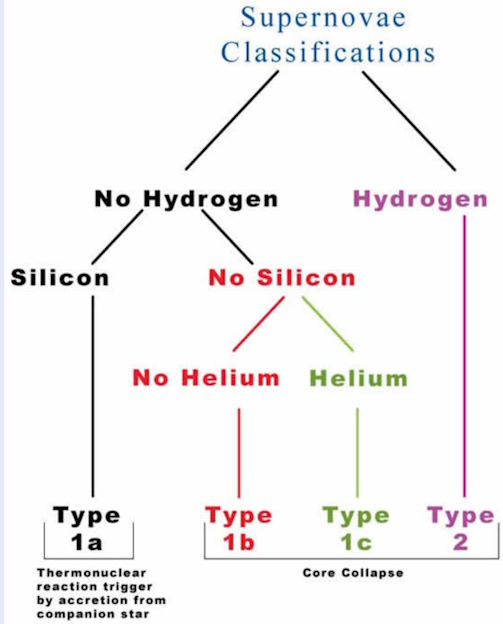 Supernovae
Classifications
No Hydrogen
Hydrogen
Silicon
No Silicon
No Helium
Helium
Type
1a
Type
1b
Type
1c
Type
2
Thermonuclear
reaction trigger
by accretion from
companion star
Core Collapse